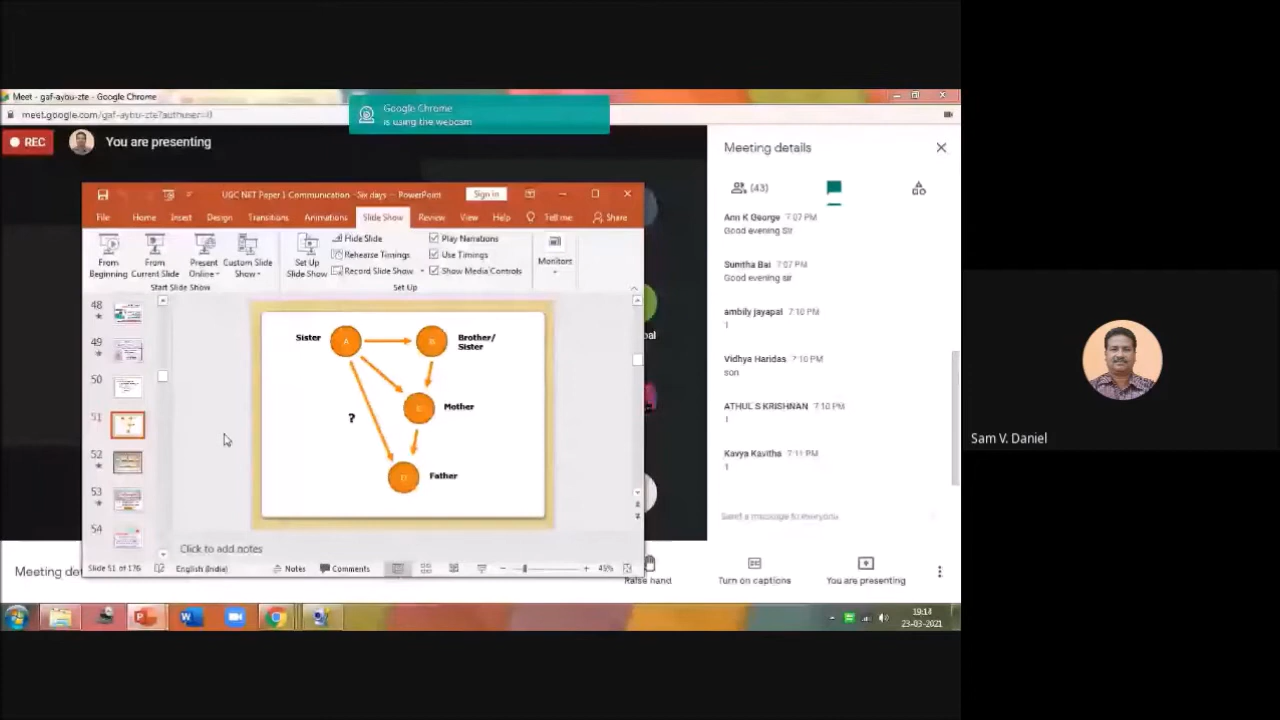 Meet - gaf-aybu-zte - Google Chrome
meet.google.com/gaf-aybu-zte?authuser=0
Google Chrome
is using the webcam
REC
You are presenting
Meeting details
(43)
Ann K George 7:07 PM
Good evening Sir
Sunitha Bai 7:07 PM
Good evening sir
ambily jayapal 7:10 PM
1
Vidhya Haridas 7:10 PM
son
ATHUL S KRISHNAN 7:10 PM
1
Kavya Kavitha 7:11 PM
1
Send a message to everyone
UGC NET Paper 1 Communication - Six days - PowerPoint
Sign in
File Home Insert Design Transitions Animations Slide Show Review View Help Tell me Share
From Beginning
From Current Slide
Present Online
Custom Slide Show
Start Slide Show
Set Up Slide Show
Hide Slide
Rehearse Timings
Record Slide Show
Play Narrations
Use Timings
Show Media Controls
Set Up
Monitors
48
49
50
51
52
53
54
Sister
A
B
Brother/
Sister
C
Mother
?
D
Father
Click to add notes
Slide 51 of 176 English (India) Notes Comments 45%
pal
Meeting det
Raise hand
Turn on captions
You are presenting
19:14
23-03-2021
Sam V. Daniel